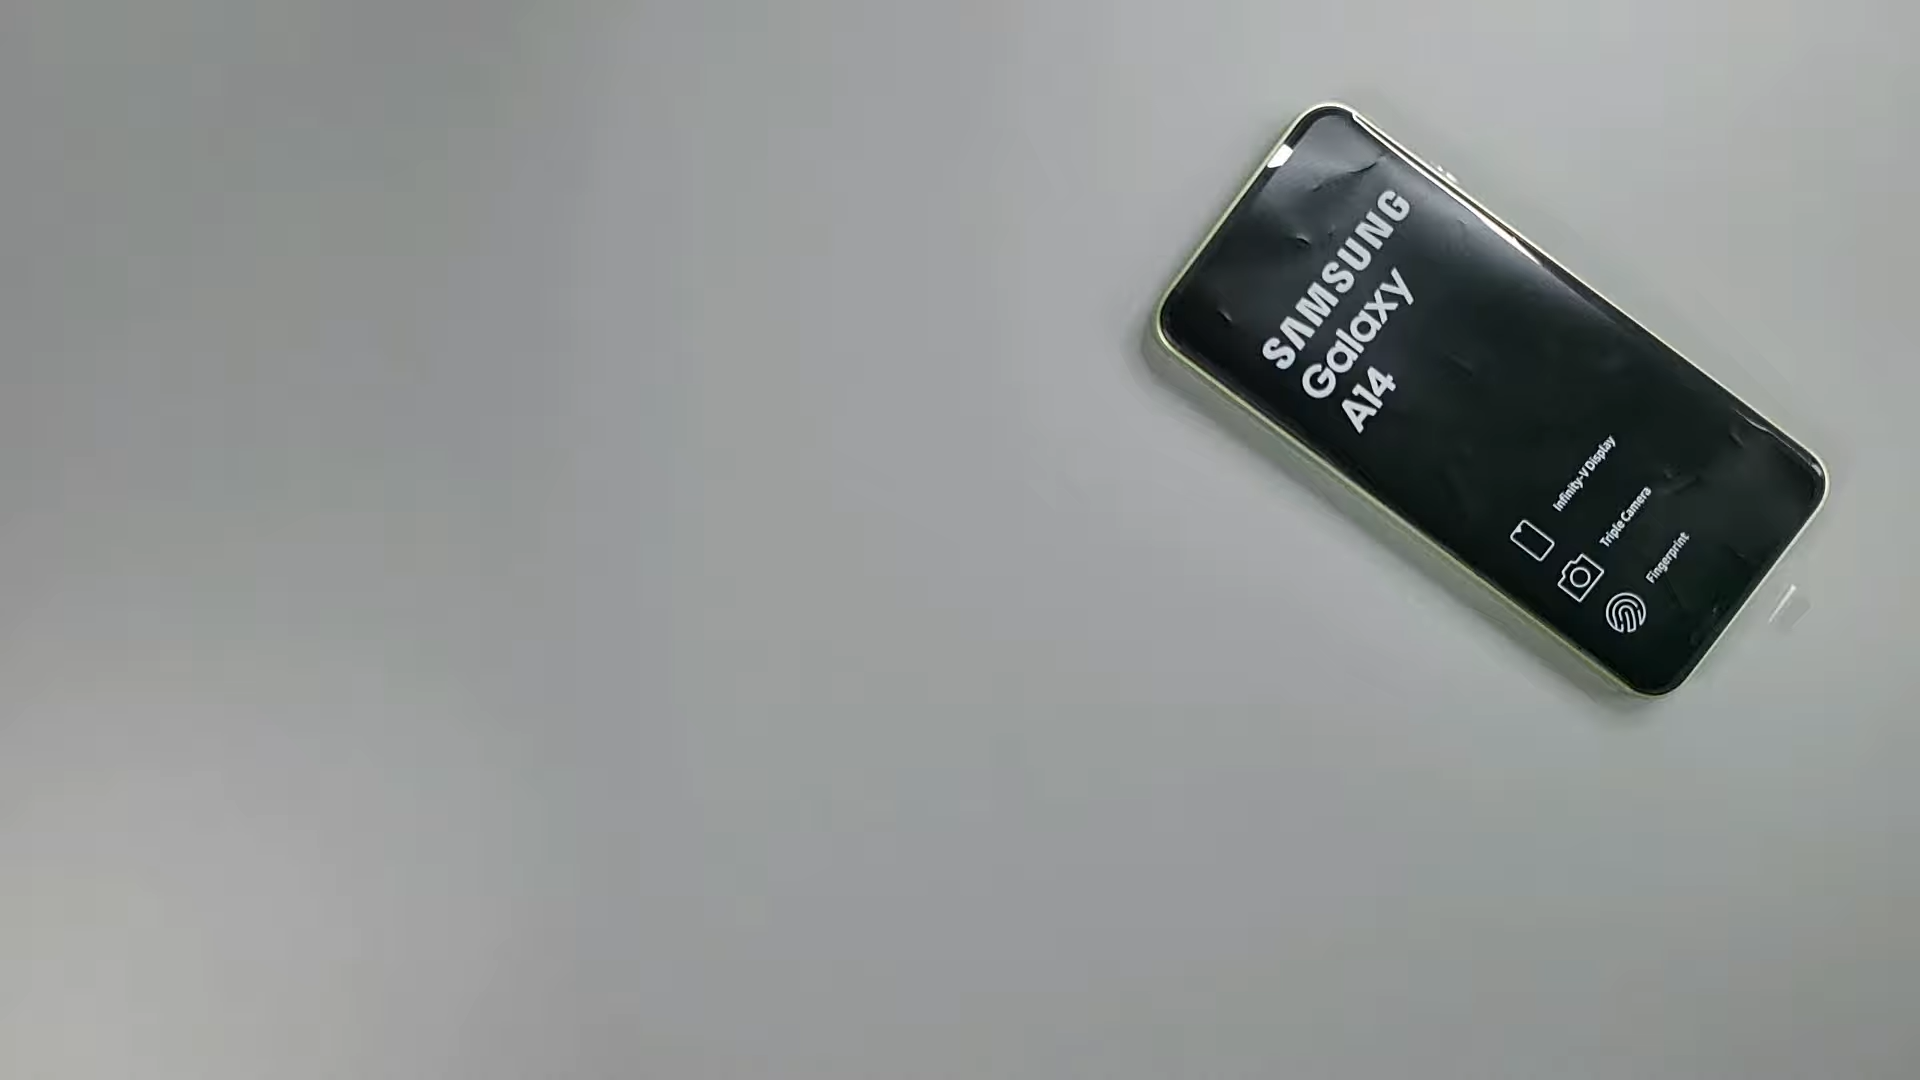 SAMSUNG
Galaxy
A14
Infinity-V Display
Triple Camera
Fingerprint